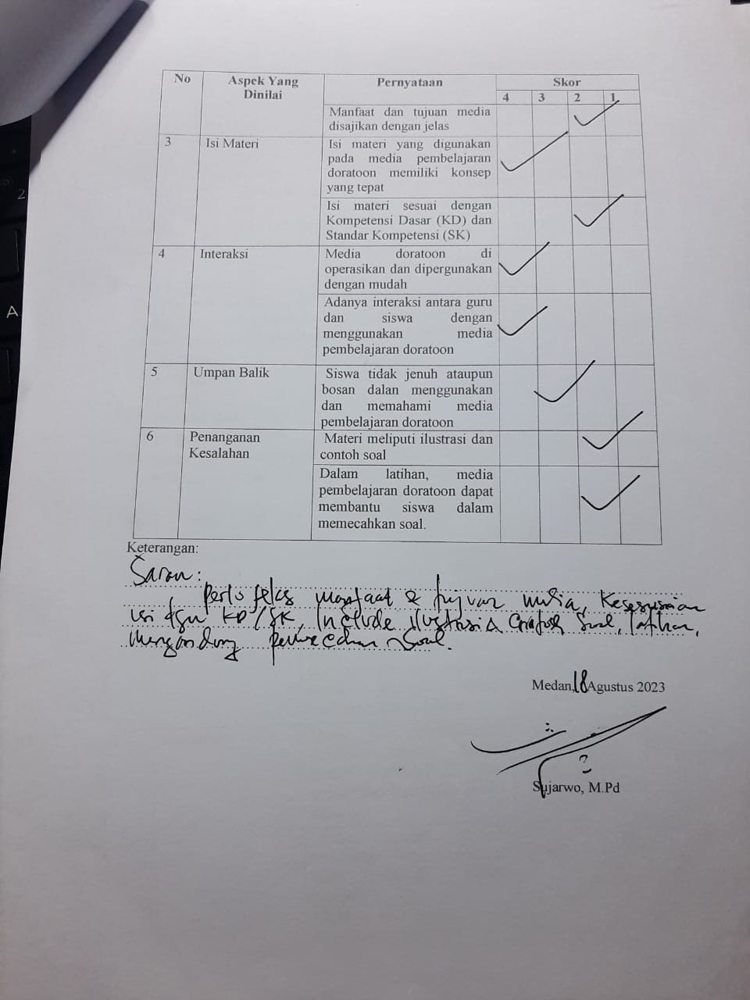 No Aspek Yang Dinilai Pernyataan Skor
4 3 2 1
Manfaat dan tujuan media
disajikan dengan jelas
3 Isi Materi Isi materi yang digunakan
pada media pembelajaran
doratoon memiliki konsep
yang tepat
Isi materi sesuai dengan
Kompetensi Dasar (KD) dan
Standar Kompetensi (SK)
4 Interaksi Media doratoon di
operasikan dan dipergunakan
dengan mudah
Adanya interaksi antara guru
dan siswa dengan
menggunakan media
pembelajaran doratoon
5 Umpan Balik Siswa tidak jenuh ataupun
bosan dalan menggunakan
dan memahami media
pembelajaran doratoon
6 Penanganan Materi meliputi ilustrasi dan
Kesalahan contoh soal
Dalam latihan, media
pembelajaran doratoon dapat
membantu siswa dalam
memecahkan soal.
Keterangan:
Saran:
Perlu jelas manfaat & tujuan media, Kesesuaian
isi dgn KD/SK, Include ilustrasi & Contoh Soal, latihan,
Mengandung pemecahan Soal.
Medan, 18 Agustus 2023
Sujarwo, M.Pd
2
A